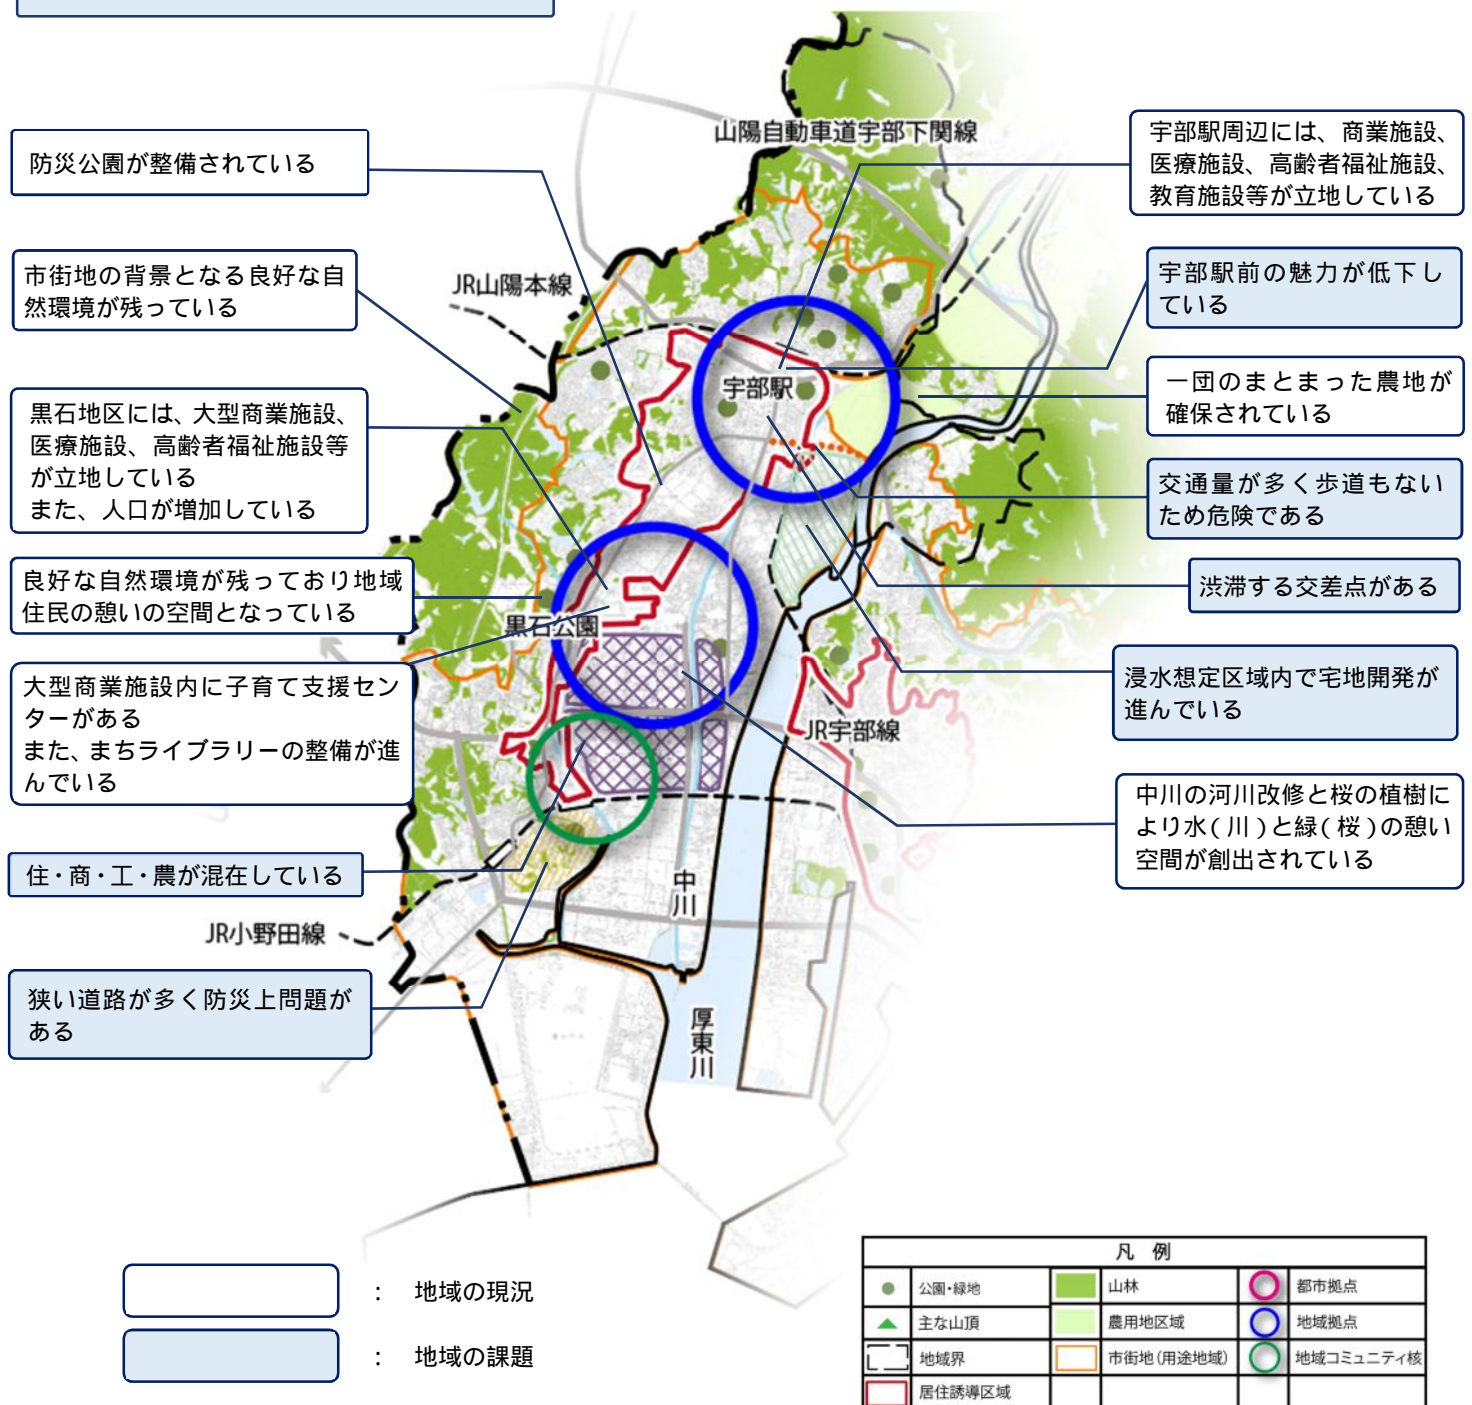 山陽自動車道宇部下関線
防災公園が整備されている
市街地の背景となる良好な自
然環境が残っている
黒石地区には、大型商業施設、
医療施設、高齢者福祉施設等
が立地している
また、人口が増加している
良好な自然環境が残っており地域
住民の憩いの空間となっている
大型商業施設内に子育て支援セン
ターがある
また、まちライブラリーの整備が進
んでいる
住・商・工・農が混在している
狭い道路が多く防災上問題が
ある
宇部駅周辺には、商業施設、
医療施設、高齢者福祉施設、
教育施設等が立地している
宇部駅前の魅力が低下し
ている
一団のまとまった農地が
確保されている
交通量が多く歩道もない
ため危険である
渋滞する交差点がある
浸水想定区域内で宅地開発が
進んでいる
中川の河川改修と桜の植樹に
より水(川)と緑(桜)の憩い
空間が創出されている
JR山陽本線
宇部駅
黒石公園
JR宇部線
中川
JR小野田線
厚東川
: 地域の現況
: 地域の課題
凡 例
公園・緑地 山林 都市拠点
主な山頂 農用地区域 地域拠点
地域界 市街地(用途地域) 地域コミュニティ核
居住誘導区域